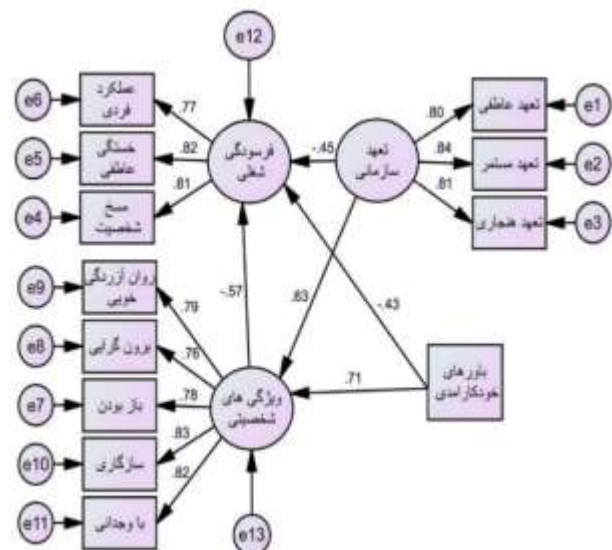 e12
e6
عملکرد
فردی
.77
e5
خستگی
عاطفی
.82
e4
مسخ
شخصیت
.81
فرسودگی
شغلی
-.45
تعهد
سازمانی
.80
تعهد عاطفی
e1
.84
تعهد مستمر
e2
.81
تعهد هنجاری
e3
e9
روان آزردگی
خویی
.79
e8
برون گرایی
.76
e7
باز بودن
.78
e10
سازگاری
.83
e11
با وجدانی
.82
-.57
.63
-.43
.71
ویژگی های
شخصیتی
باورهای
خودکارامدی
e13